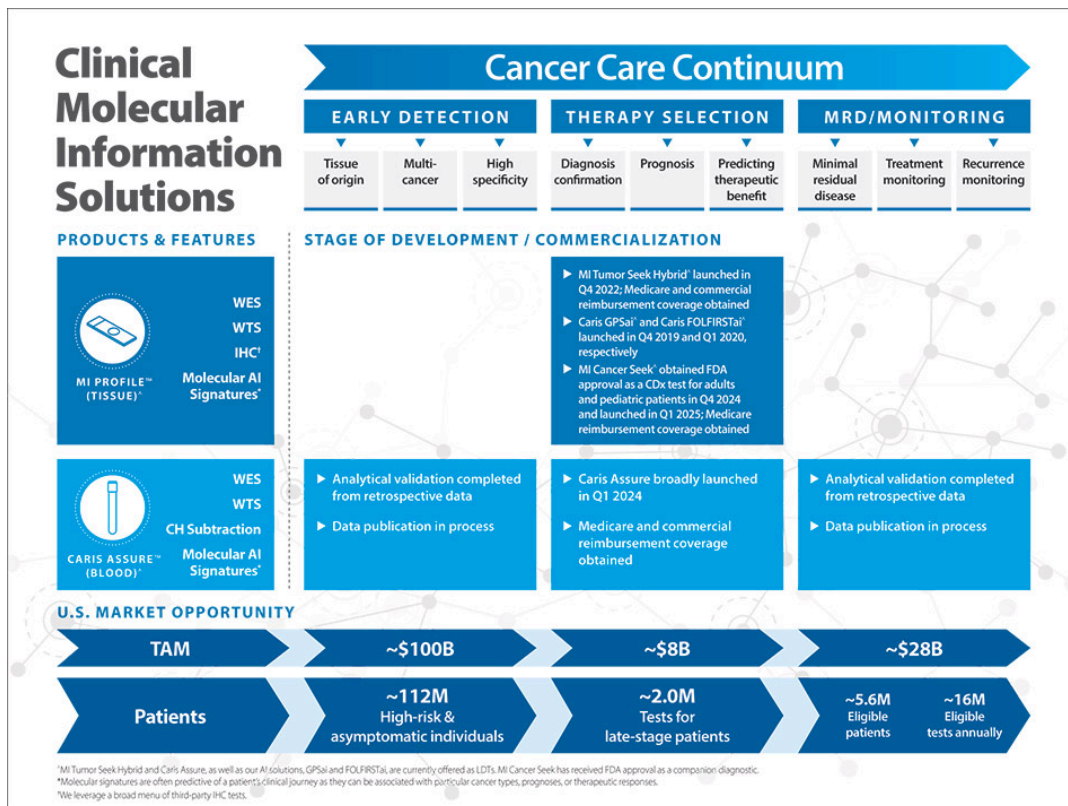 Clinical
Molecular
Information
Solutions
Cancer Care Continuum
EARLY DETECTION
THERAPY SELECTION
MRD/MONITORING
Tissue
of origin
Multi-
cancer
High
specificity
Diagnosis
confirmation
Prognosis
Predicting
therapeutic
benefit
Minimal
residual
disease
Treatment
monitoring
Recurrence
monitoring
PRODUCTS & FEATURES
STAGE OF DEVELOPMENT / COMMERCIALIZATION
MI PROFILE™
(TISSUE)^
WES
WTS
IHC†
Molecular AI
Signatures*
▶ MI Tumor Seek Hybrid^ launched in
Q4 2022; Medicare and commercial
reimbursement coverage obtained
▶ Caris GPSai^ and Caris FOLFIRSTai^
launched in Q4 2019 and Q1 2020,
respectively
▶ MI Cancer Seek^ obtained FDA
approval as a CDx test for adults
and pediatric patients in Q4 2024
and launched in Q1 2025; Medicare
reimbursement coverage obtained
CARIS ASSURE™
(BLOOD)^
WES
WTS
CH Subtraction
Molecular AI
Signatures*
▶ Analytical validation completed
from retrospective data
▶ Data publication in process
▶ Caris Assure broadly launched
in Q1 2024
▶ Medicare and commercial
reimbursement coverage
obtained
▶ Analytical validation completed
from retrospective data
▶ Data publication in process
U.S. MARKET OPPORTUNITY
TAM
~$100B
~$8B
~$28B
Patients
~112M
High-risk &
asymptomatic individuals
~2.0M
Tests for
late-stage patients
~5.6M
Eligible
patients
~16M
Eligible
tests annually
^MI Tumor Seek Hybrid and Caris Assure, as well as our AI solutions, GPSai and FOLFIRSTai, are currently offered as LDTs. MI Cancer Seek has received FDA approval as a companion diagnostic.
*Molecular signatures are often predictive of a patient's clinical journey as they can be associated with particular cancer types, prognoses, or therapeutic responses.
†We leverage a broad menu of third-party IHC tests.